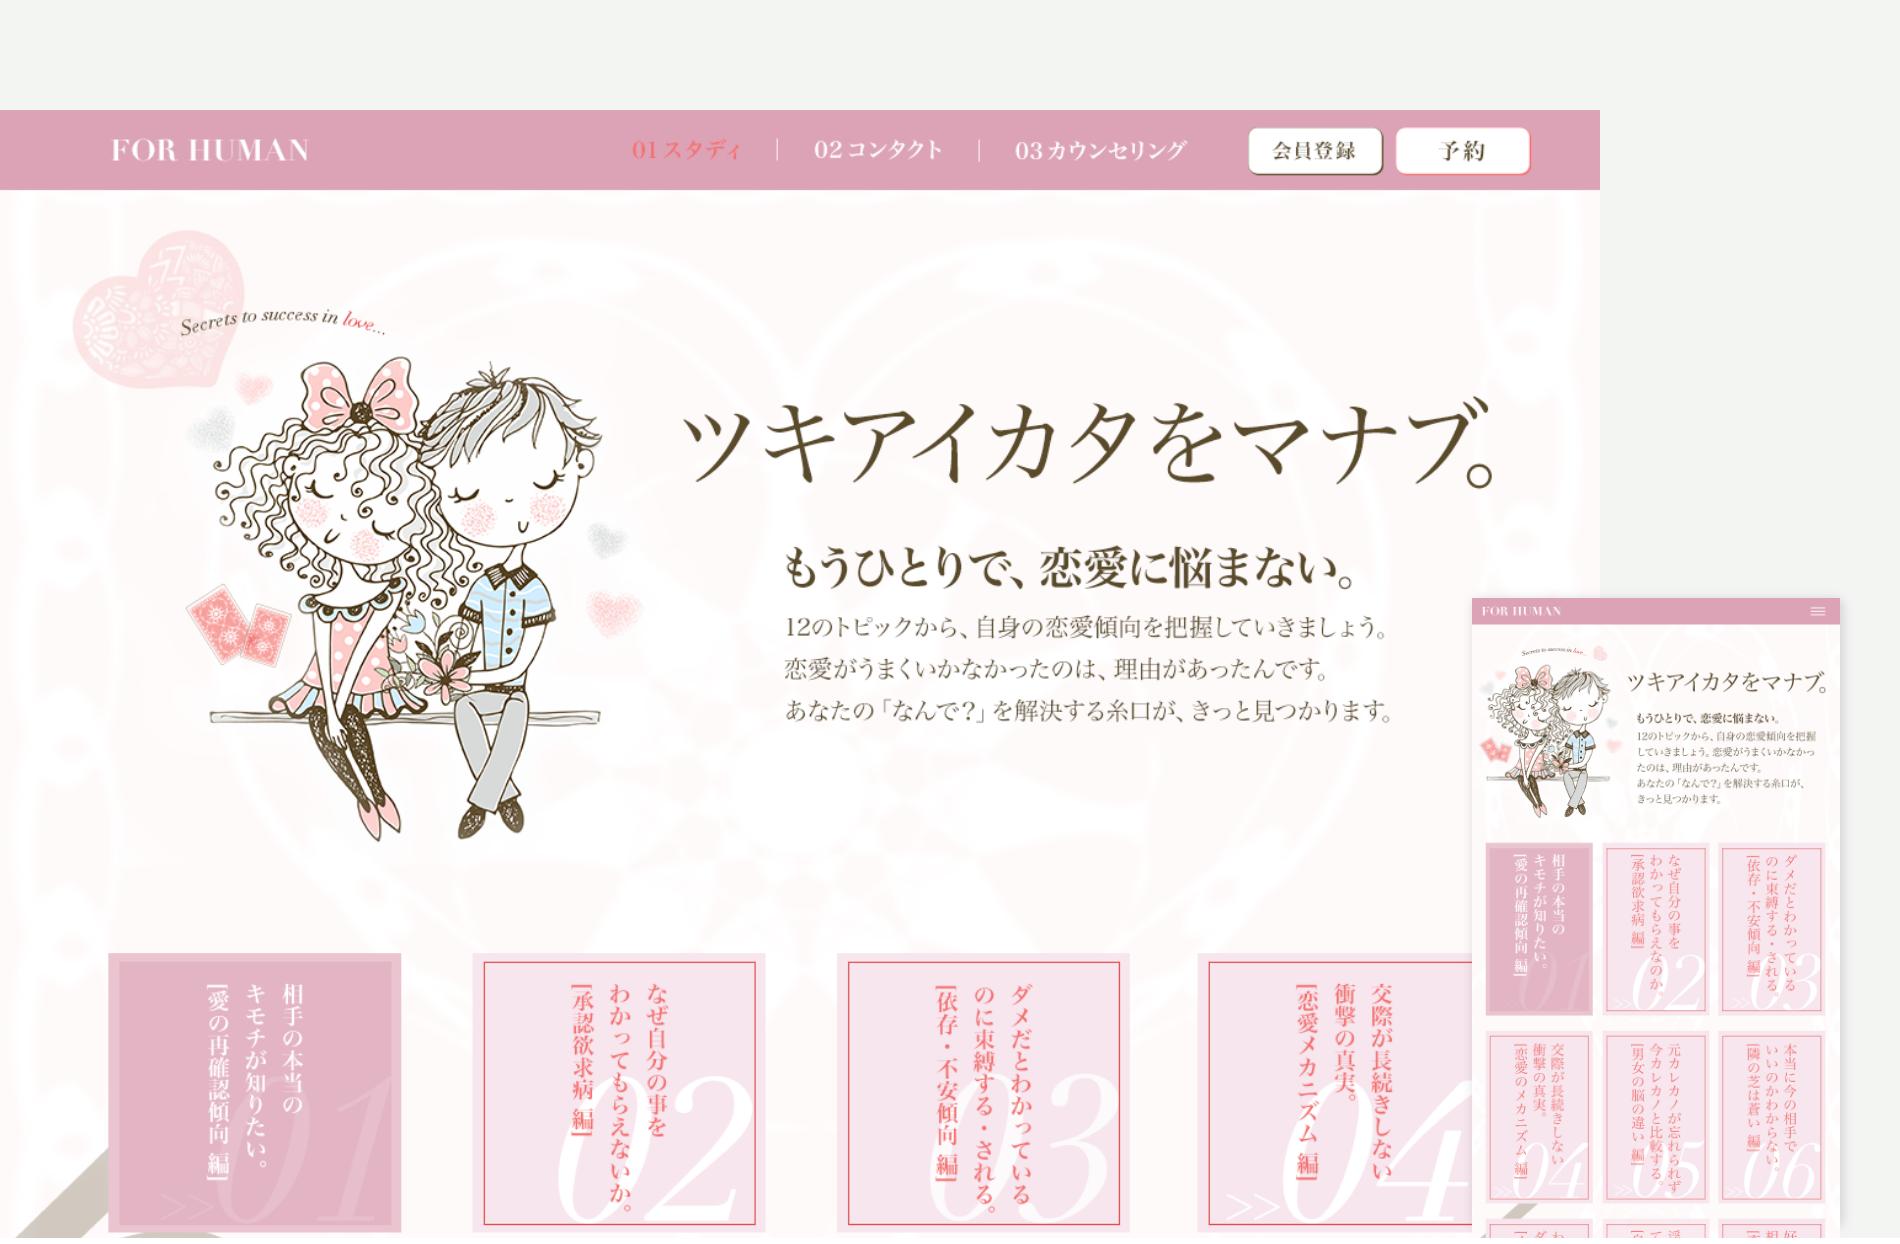 FOR HUMAN
01 スタディ
02 コンタクト
03 カウンセリング
会員登録
予約
Secrets to success in love...
ツキアイカタをマナブ。
もうひとりで、恋愛に悩まない。
12のトピックから、自身の恋愛傾向を把握していきましょう。
恋愛がうまくいかなかったのは、理由があったんです。
あなたの「なんで？」を解決する糸口が、きっと見つかります。
相手の本当の
キモチが知りたい。
[愛の再確認傾向 編]
>>01
なぜ自分の事を
わかってもらえないか。
[承認欲求病 編]
02
ダメだとわかっている
のに束縛する・される。
[依存・不安傾向 編]
03
交際が長続きしない
衝撃の真実。
[恋愛メカニズム 編]
>>04
FOR HUMAN
Secrets to success in love...
ツキアイカタをマナブ。
もうひとりで、恋愛に悩まない。
12のトピックから、自身の恋愛傾向を把握
していきましょう。恋愛がうまくいかなかっ
たのは、理由があったんです。
あなたの「なんで？」を解決する糸口が、
きっと見つかります。
相手の本当の
キモチが知りたい。
[愛の再確認傾向 編]
>>01
なぜ自分の事を
わかってもらえなのか。
[承認欲求病 編]
>>02
ダメだとわかっている
のに束縛する・される。
[依存・不安傾向 編]
>>03
交際が長続きしない
衝撃の真実。
[恋愛のメカニズム 編]
>>04
元カレカノが忘れられず
今カレカノと比較する。
[男女の脳の違い 編]
>>05
本当に今の相手で
いいのかわからない。
[隣の芝は蒼い 編]
>>06